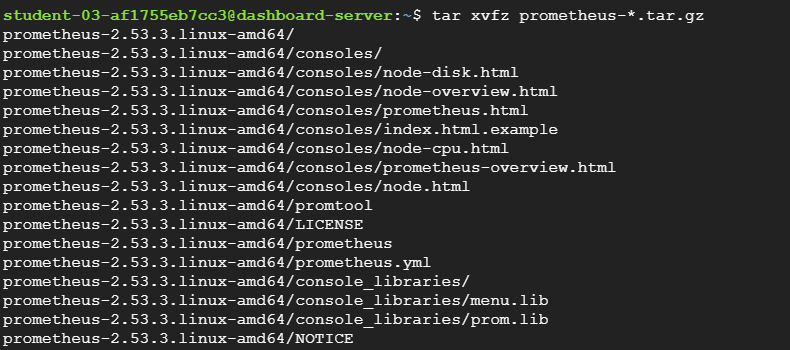 student-03-af1755eb7cc3@dashboard-server:~$ tar xvfz prometheus-*.tar.gz
prometheus-2.53.3.linux-amd64/
prometheus-2.53.3.linux-amd64/consoles/
prometheus-2.53.3.linux-amd64/consoles/node-disk.html
prometheus-2.53.3.linux-amd64/consoles/node-overview.html
prometheus-2.53.3.linux-amd64/consoles/prometheus.html
prometheus-2.53.3.linux-amd64/consoles/index.html.example
prometheus-2.53.3.linux-amd64/consoles/node-cpu.html
prometheus-2.53.3.linux-amd64/consoles/prometheus-overview.html
prometheus-2.53.3.linux-amd64/consoles/node.html
prometheus-2.53.3.linux-amd64/promtool
prometheus-2.53.3.linux-amd64/LICENSE
prometheus-2.53.3.linux-amd64/prometheus
prometheus-2.53.3.linux-amd64/prometheus.yml
prometheus-2.53.3.linux-amd64/console_libraries/
prometheus-2.53.3.linux-amd64/console_libraries/menu.lib
prometheus-2.53.3.linux-amd64/console_libraries/prom.lib
prometheus-2.53.3.linux-amd64/NOTICE